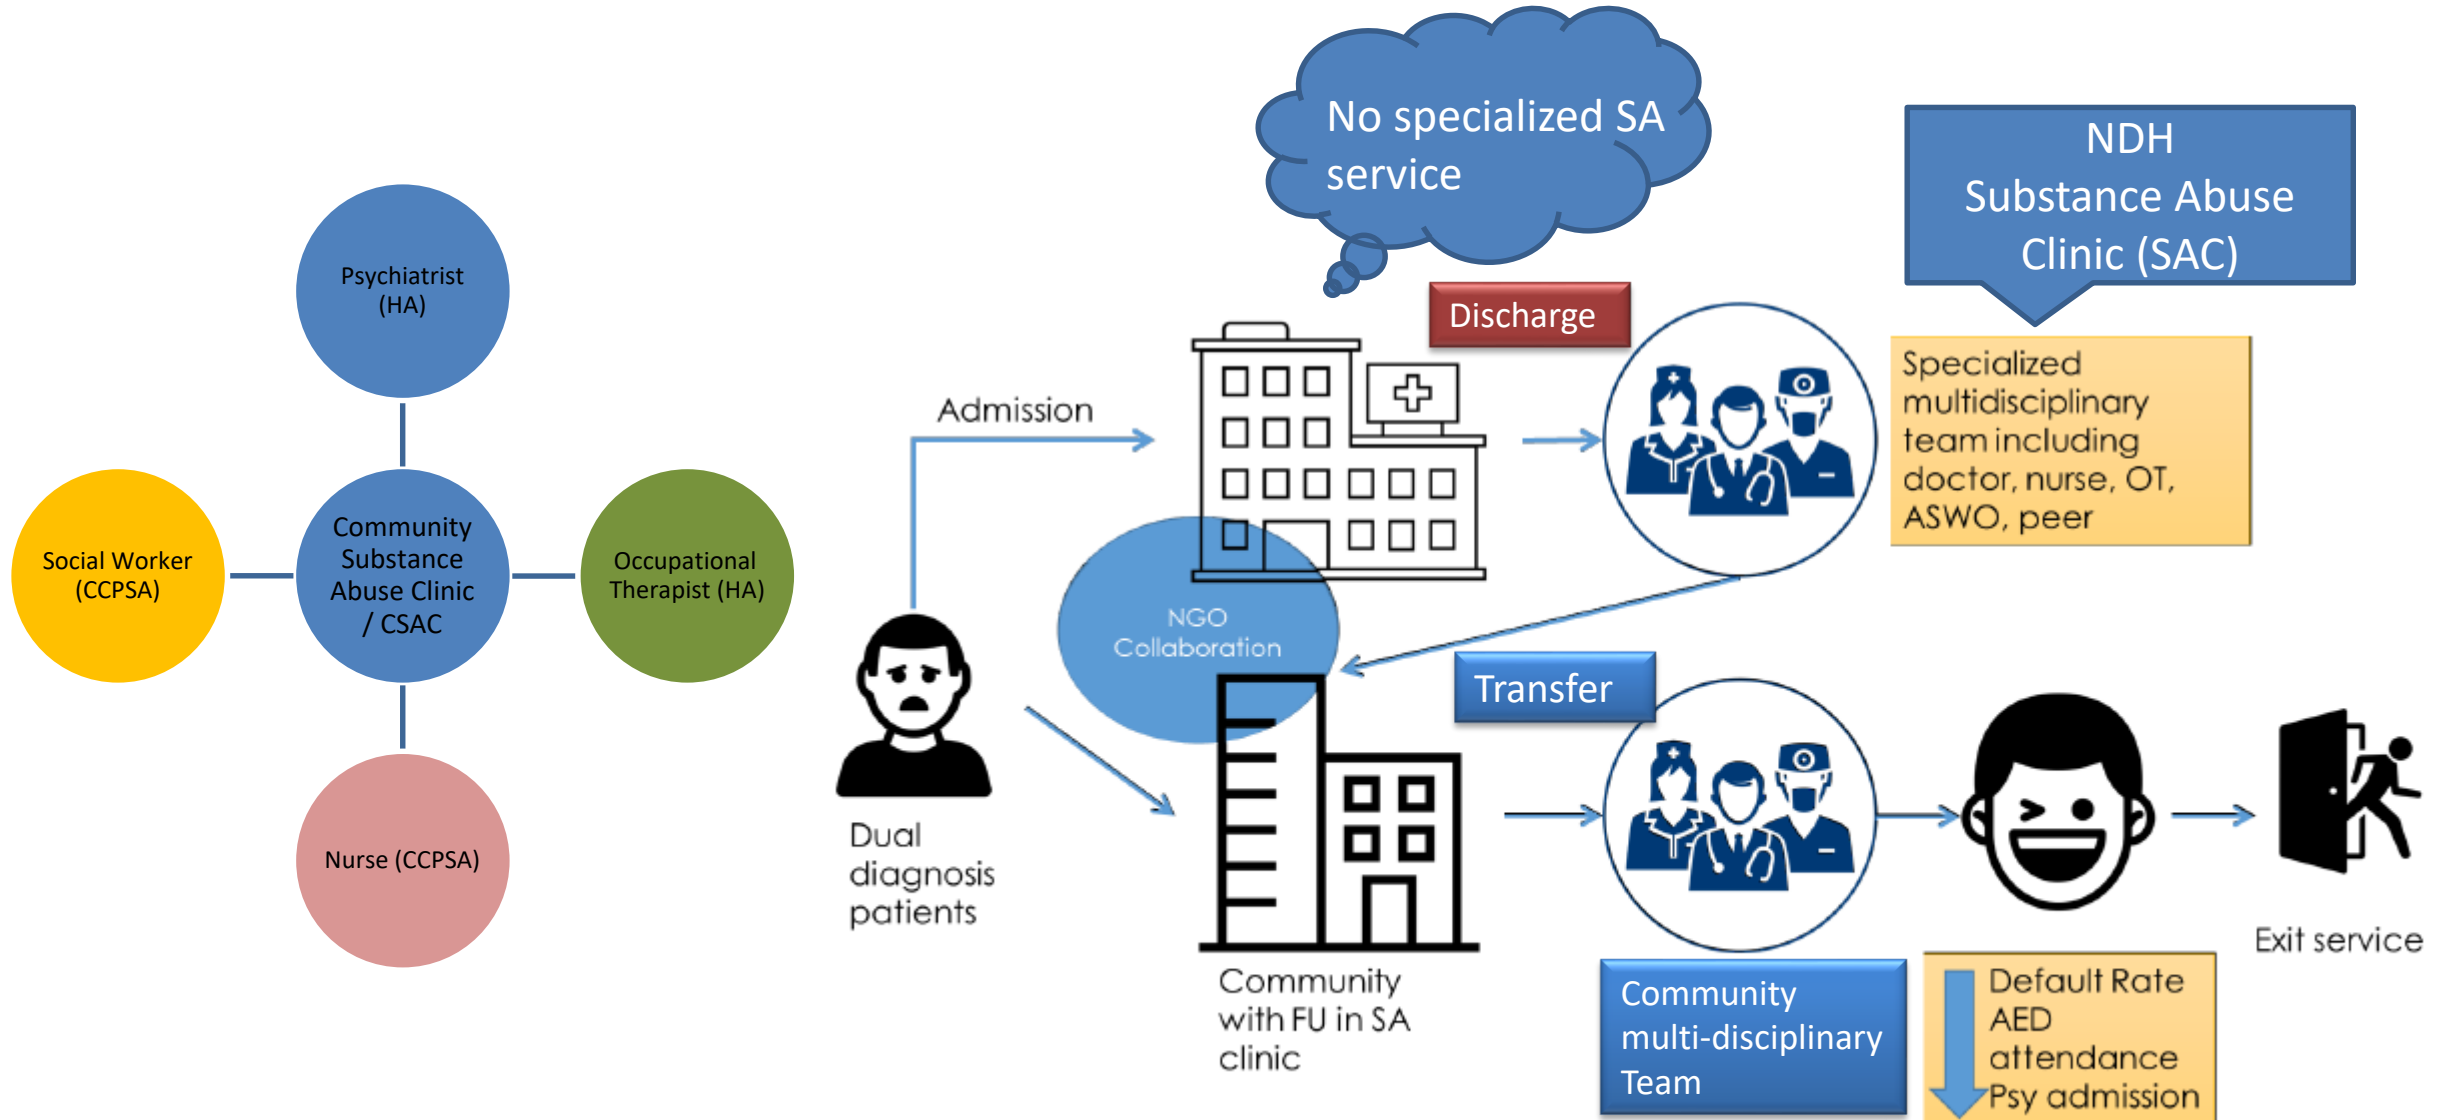 Psychiatrist
(HA)
Social Worker
(CCPSA)
Community
Substance
Abuse Clinic
/ CSAC
Occupational
Therapist (HA)
Nurse (CCPSA)
No specialized SA
service
NDH
Substance Abuse
Clinic (SAC)
Discharge
Admission
Specialized
multidisciplinary
team including
doctor, nurse, OT,
ASWO, peer
NGO
Collaboration
Transfer
Dual
diagnosis
patients
Community
with FU in SA
clinic
Community
multi-disciplinary
Team
Default Rate
AED
attendance
Psy admission
Exit service